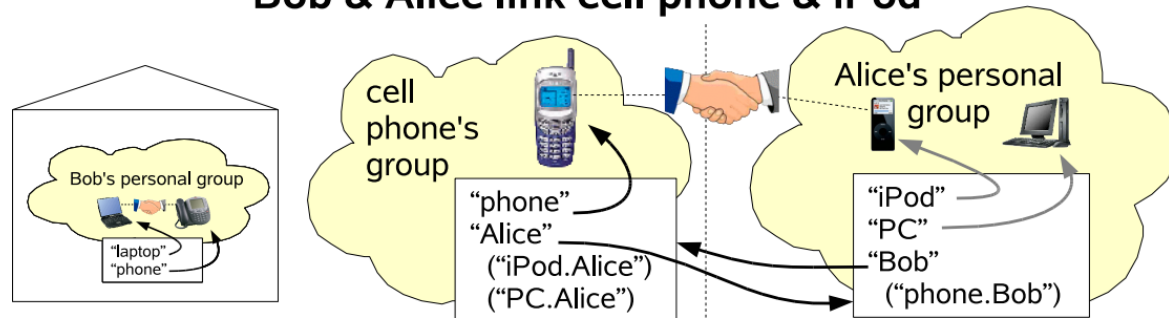 Bob & Alice link cell phone & iPod
Bob's personal group
“laptop”
“phone”
cell
phone's
group
“phone”
“Alice”
(“iPod.Alice”)
(“PC.Alice”)
Alice's personal
group
“iPod”
“PC”
“Bob”
(“phone.Bob”)